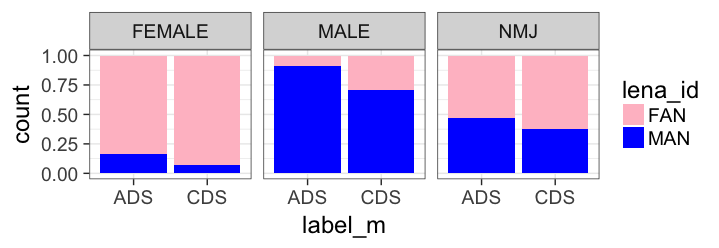 FEMALE MALE NMJ
1.00
0.75
0.50
0.25
0.00
count
ADS CDS ADS CDS ADS CDS
label_m
lena_id
FAN
MAN